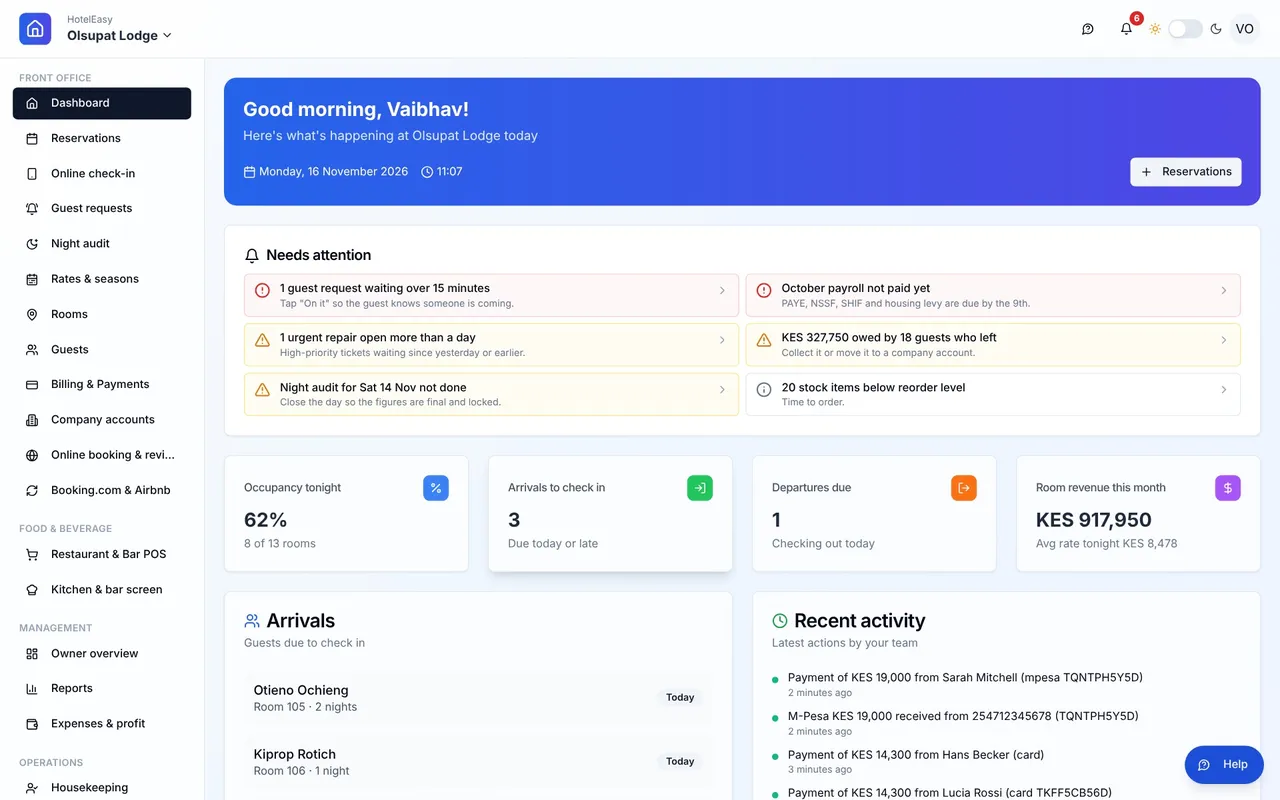 HotelEasy
Olsupat Lodge
6
VO
FRONT OFFICE
Dashboard
Reservations
Online check-in
Guest requests
Night audit
Rates & seasons
Rooms
Guests
Billing & Payments
Company accounts
Online booking & revi...
Booking.com & Airbnb
FOOD & BEVERAGE
Restaurant & Bar POS
Kitchen & bar screen
MANAGEMENT
Owner overview
Reports
Expenses & profit
OPERATIONS
Housekeeping
Good morning, Vaibhav!
Here's what's happening at Olsupat Lodge today
Monday, 16 November 2026 11:07
+ Reservations
Needs attention
1 guest request waiting over 15 minutes
Tap "On it" so the guest knows someone is coming.
October payroll not paid yet
PAYE, NSSF, SHIF and housing levy are due by the 9th.
1 urgent repair open more than a day
High-priority tickets waiting since yesterday or earlier.
KES 327,750 owed by 18 guests who left
Collect it or move it to a company account.
Night audit for Sat 14 Nov not done
Close the day so the figures are final and locked.
20 stock items below reorder level
Time to order.
Occupancy tonight
%
62%
8 of 13 rooms
Arrivals to check in
3
Due today or late
Departures due
1
Checking out today
Room revenue this month
$
KES 917,950
Avg rate tonight KES 8,478
Arrivals
Guests due to check in
Otieno Ochieng
Room 105 · 2 nights
Today
Kiprop Rotich
Room 106 · 1 night
Today
Recent activity
Latest actions by your team
Payment of KES 19,000 from Sarah Mitchell (mpesa TQNTPH5Y5D)
2 minutes ago
M-Pesa KES 19,000 received from 254712345678 (TQNTPH5Y5D)
2 minutes ago
Payment of KES 14,300 from Hans Becker (card)
3 minutes ago
Payment of KES 14,300 from Lucia Rossi (card TKFF5CB56D)
Help